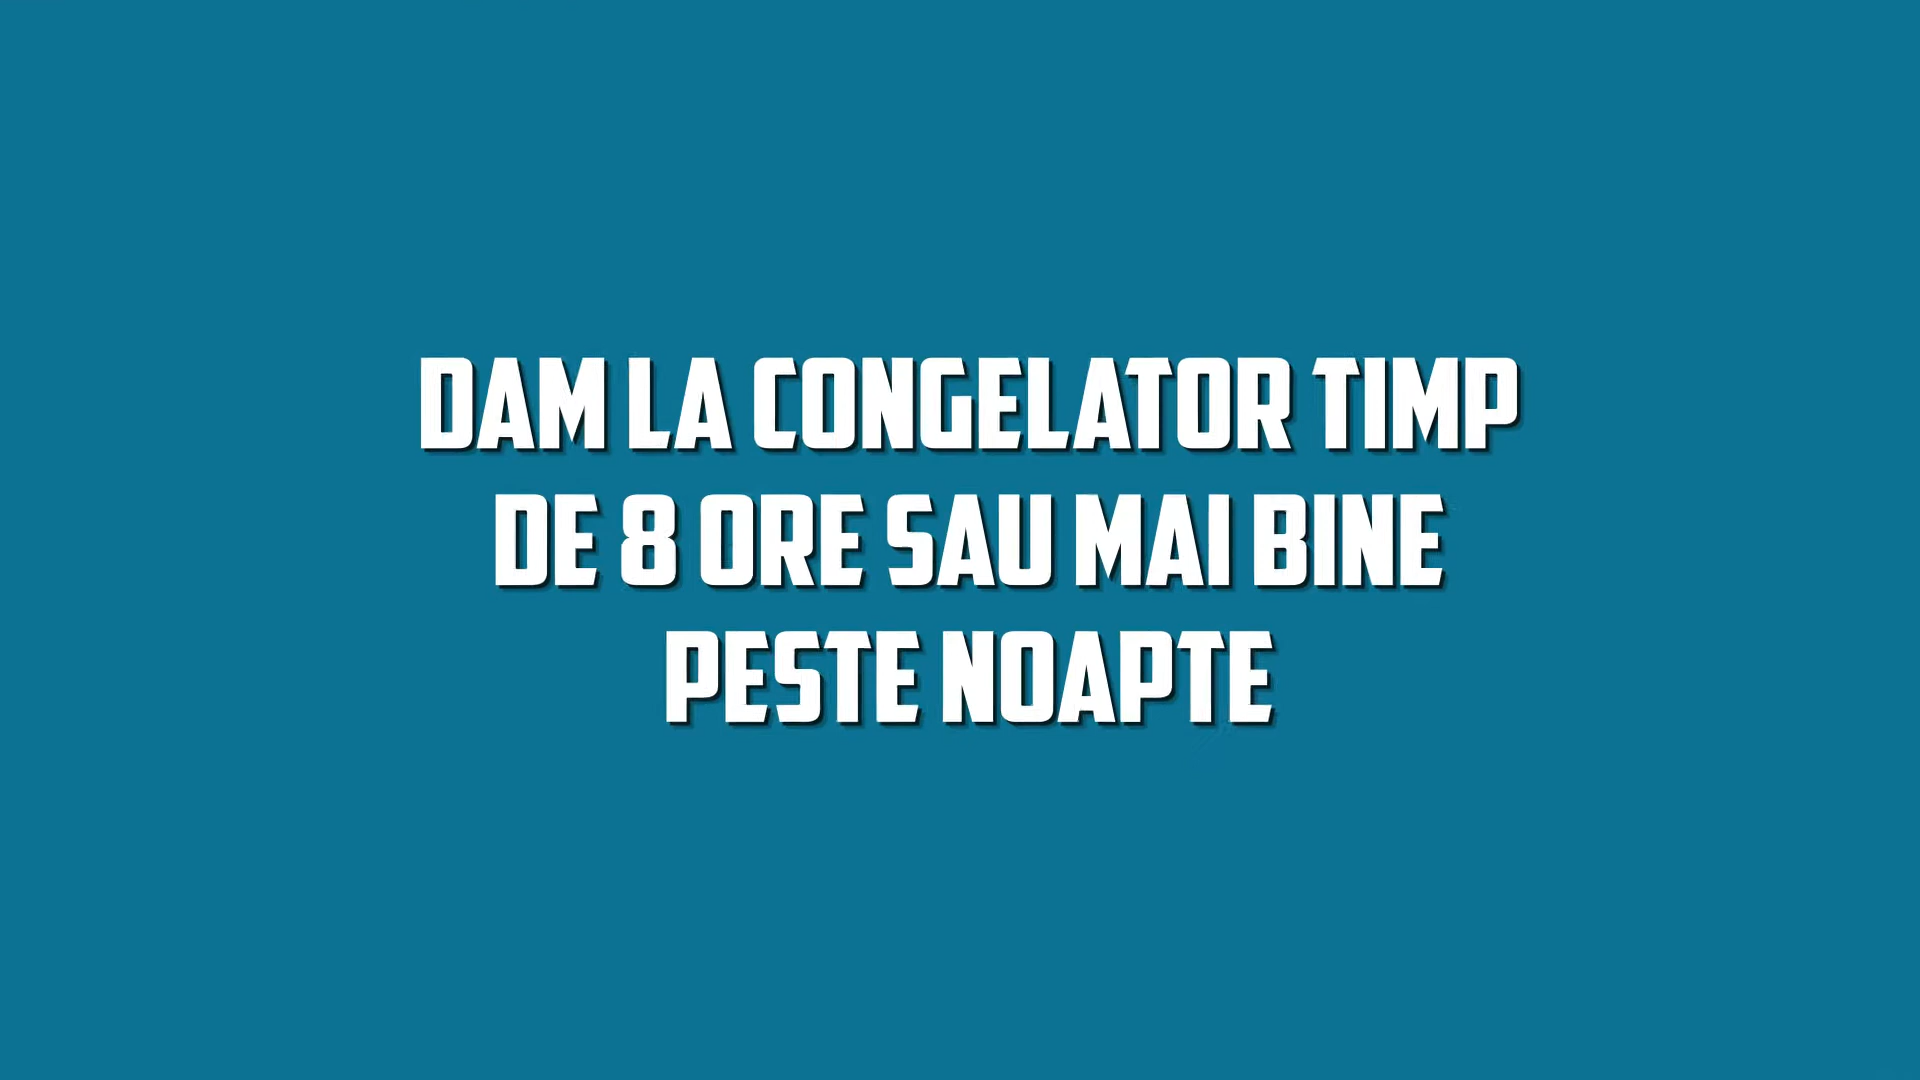 DAM LA CONGELATOR TIMP
DE 8 ORE SAU MAI BINE
PESTE NOAPTE